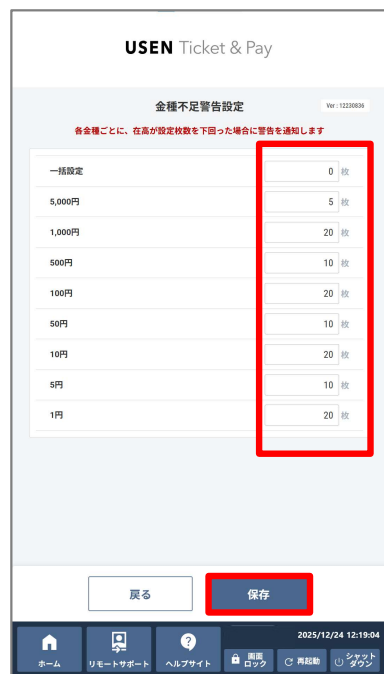 USEN Ticket & Pay
金種不足警告設定
Ver : 12230836
各金種ごとに、在高が設定枚数を下回った場合に警告を通知します
一括設定 0 枚
5,000円 5 枚
1,000円 20 枚
500円 10 枚
100円 20 枚
50円 10 枚
10円 20 枚
5円 10 枚
1円 20 枚
戻る 保存
2025/12/24 12:19:04
ホーム リモートサポート ヘルプサイト 画面ロック 再起動 シャットダウン